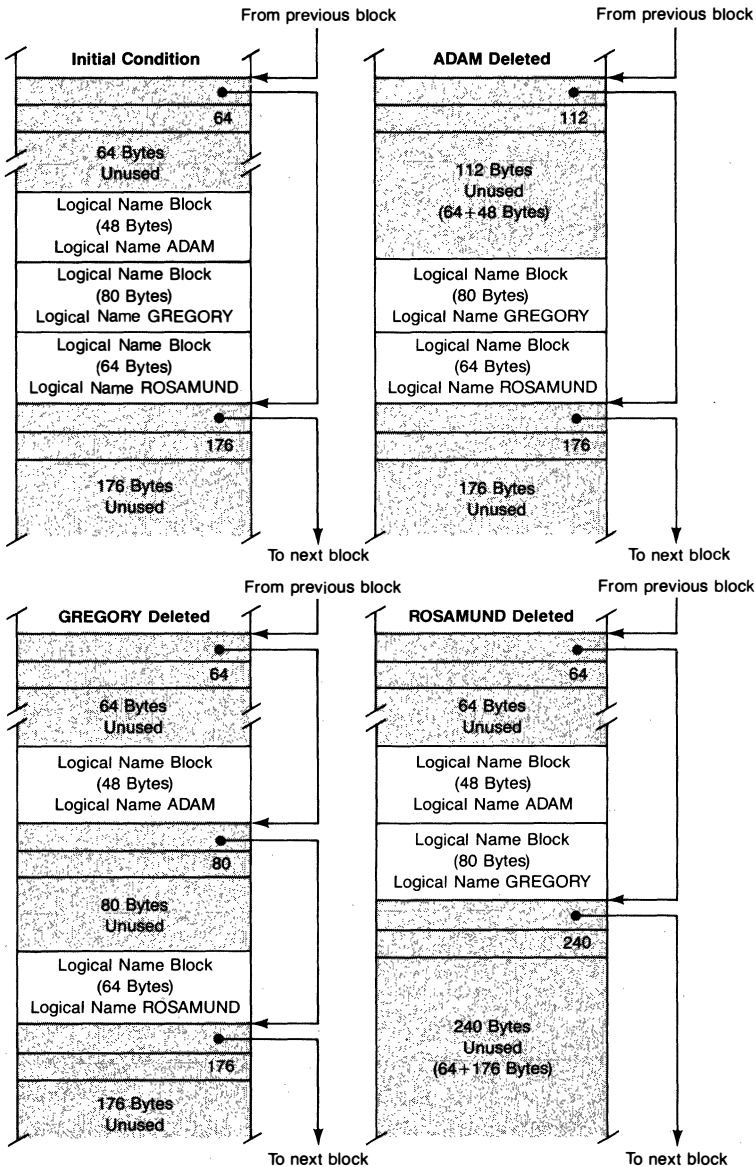 From previous block
Initial Condition
64
64 Bytes
Unused
Logical Name Block
(48 Bytes)
Logical Name ADAM
Logical Name Block
(80 Bytes)
Logical Name GREGORY
Logical Name Block
(64 Bytes)
Logical Name ROSAMUND
176
176 Bytes
Unused
To next block
From previous block
ADAM Deleted
112
112 Bytes
Unused
(64+48 Bytes)
Logical Name Block
(80 Bytes)
Logical Name GREGORY
Logical Name Block
(64 Bytes)
Logical Name ROSAMUND
176
176 Bytes
Unused
To next block
From previous block
GREGORY Deleted
64
64 Bytes
Unused
Logical Name Block
(48 Bytes)
Logical Name ADAM
80
80 Bytes
Unused
Logical Name Block
(64 Bytes)
Logical Name ROSAMUND
176
176 Bytes
Unused
To next block
From previous block
ROSAMUND Deleted
64
64 Bytes
Unused
Logical Name Block
(48 Bytes)
Logical Name ADAM
Logical Name Block
(80 Bytes)
Logical Name GREGORY
240
240 Bytes
Unused
(64+176 Bytes)
To next block